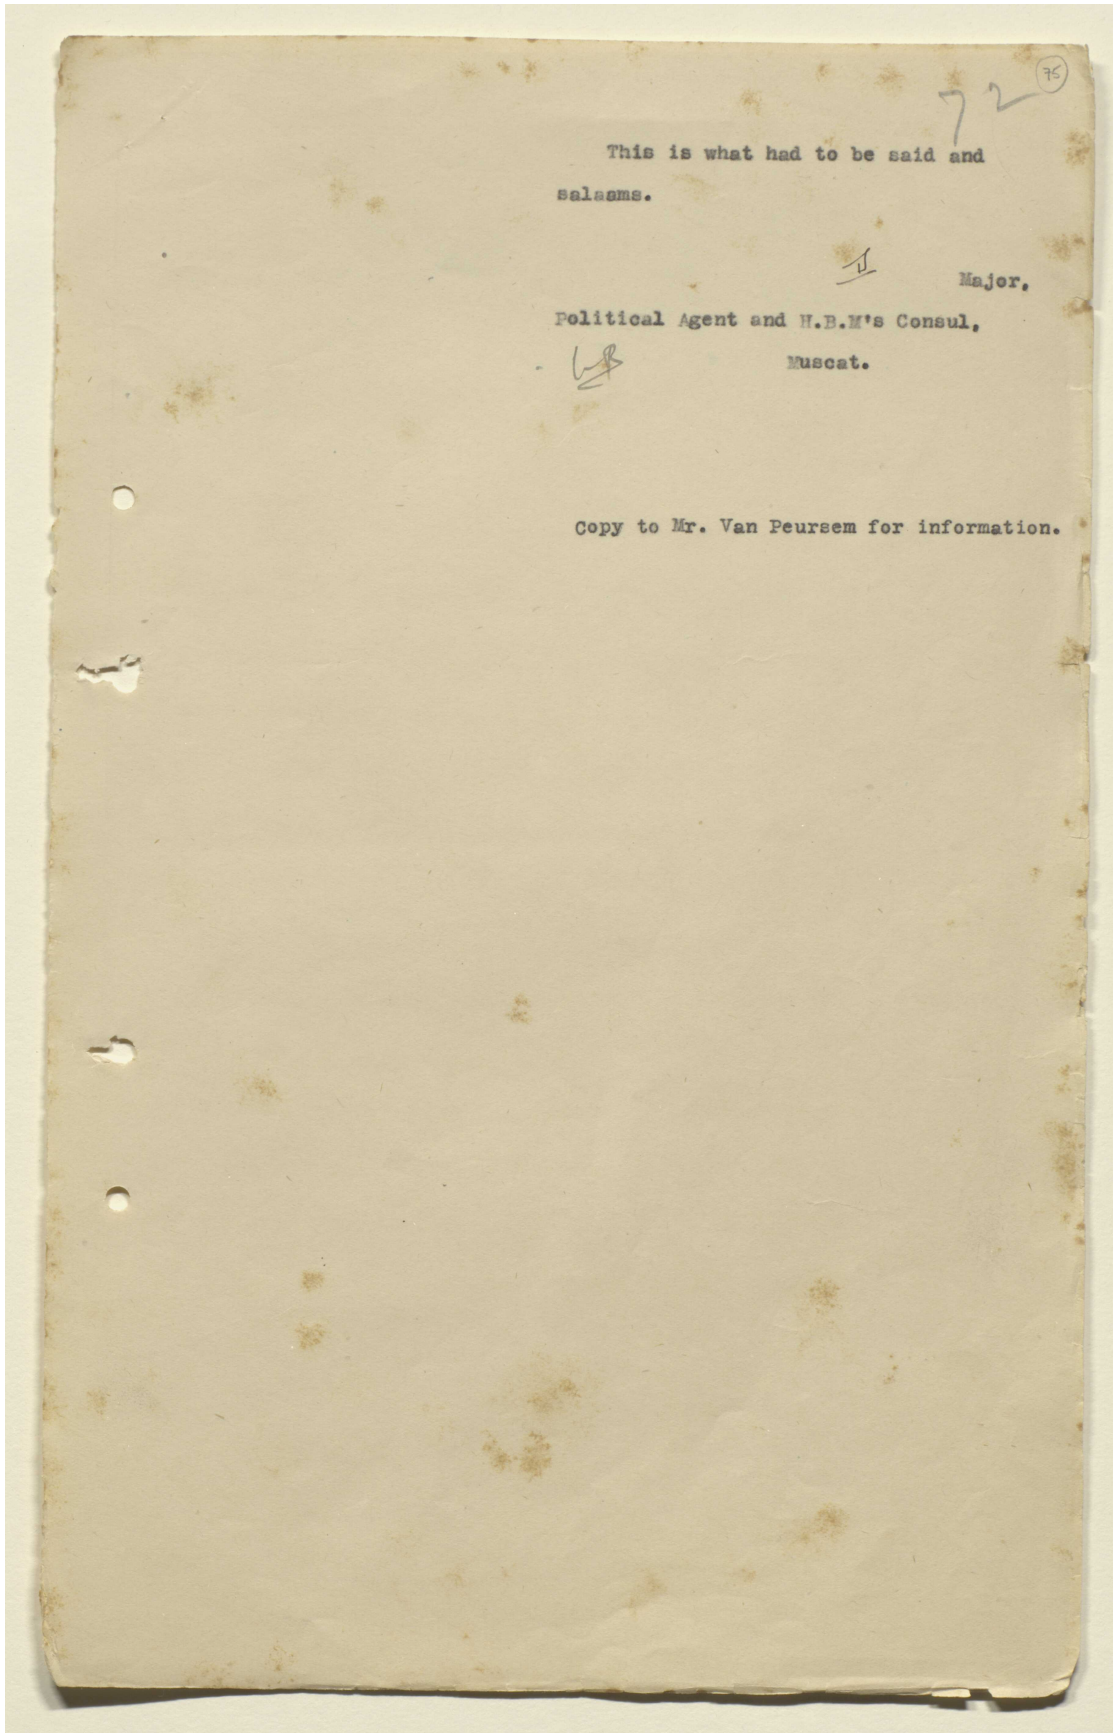 75
72
This is what had to be said and
salaams.
Major,
Political Agent and H.B.M's Consul,
Muscat.
Copy to Mr. Van Peursem for information.